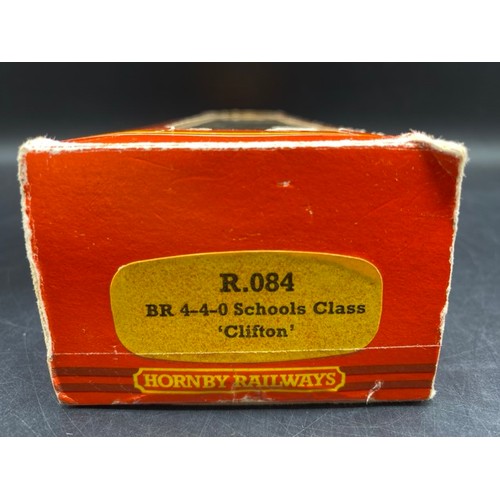 R.084
BR 4-4-0 Schools Class
‘Clifton’
HORNBY RAILWAYS